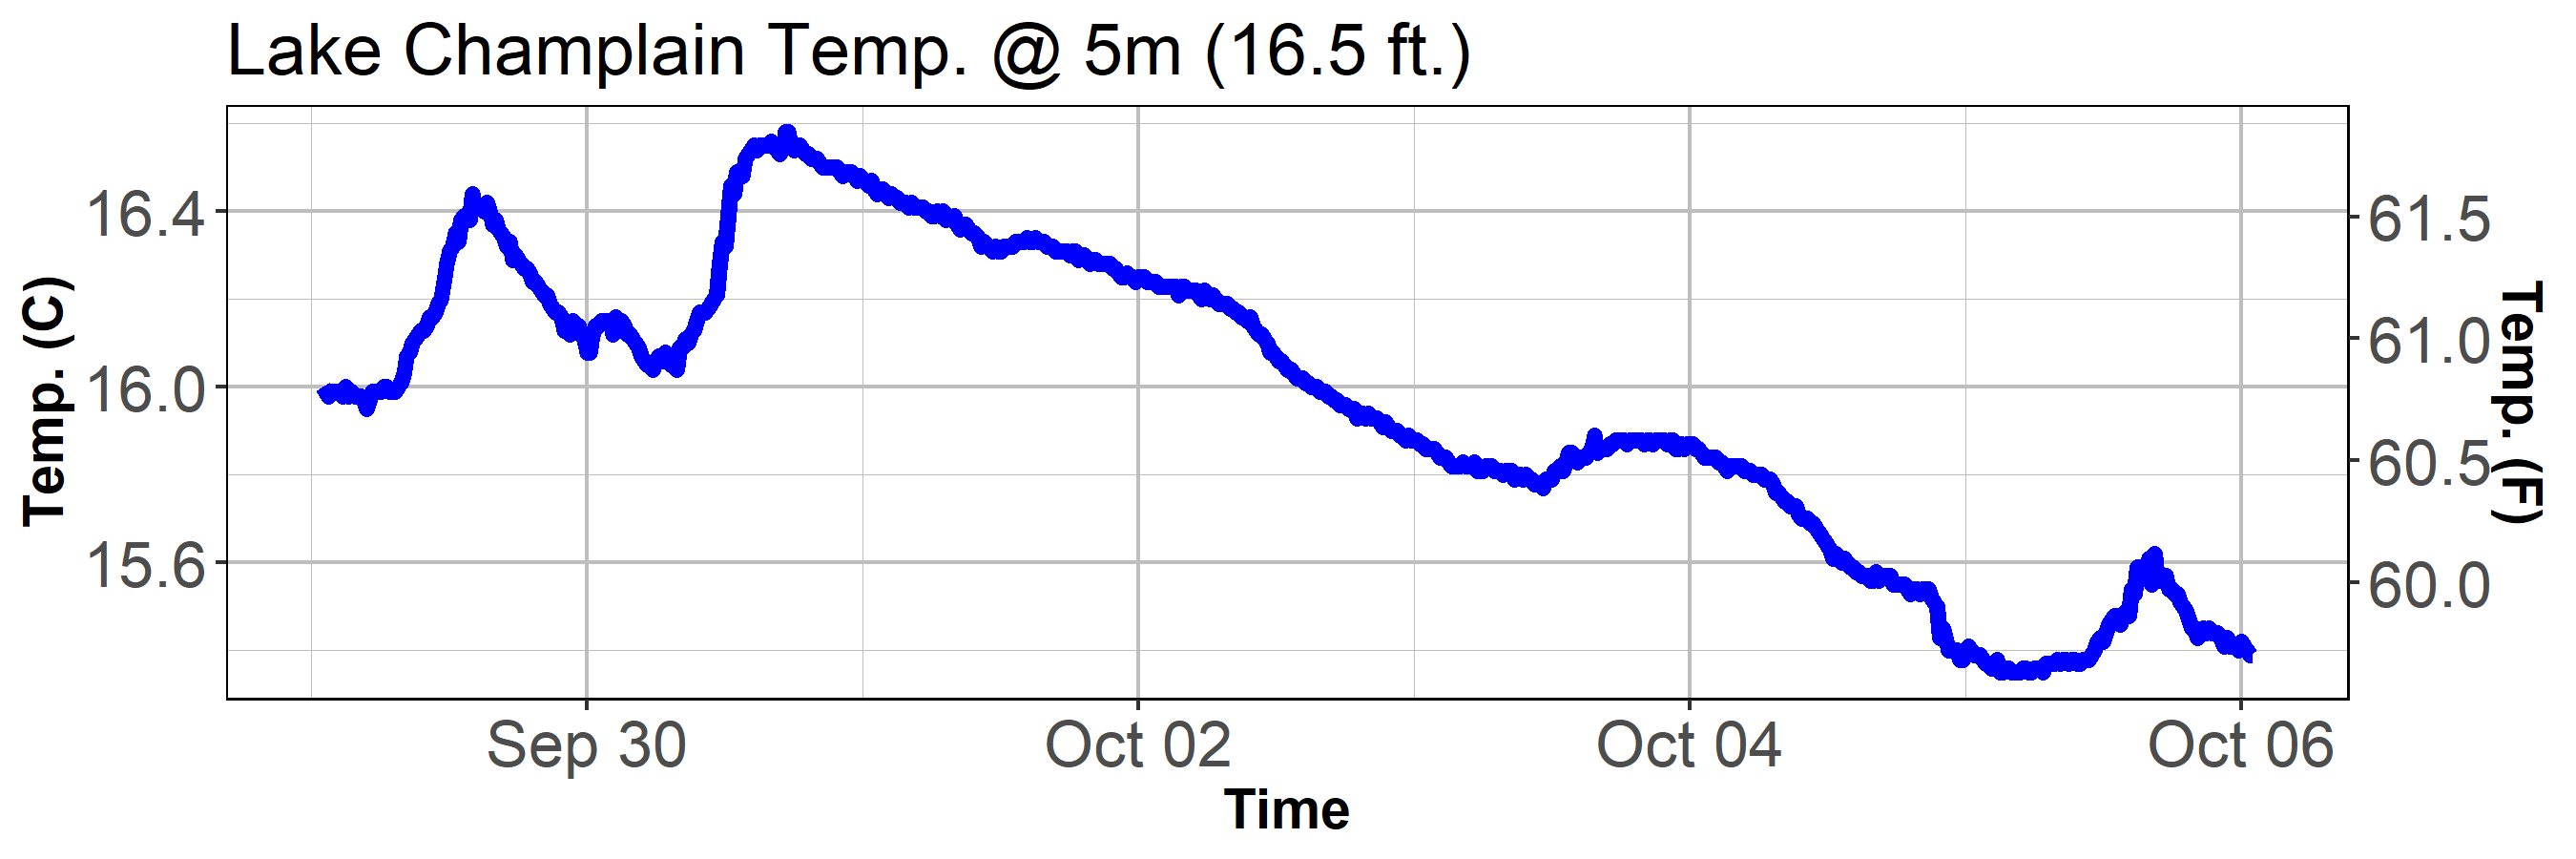 Lake Champlain Temp. @ 5m (16.5 ft.)
Temp. (C)
16.4
16.0
15.6
61.5
61.0
60.5
60.0
Temp. (F)
Sep 30
Oct 02
Oct 04
Oct 06
Time